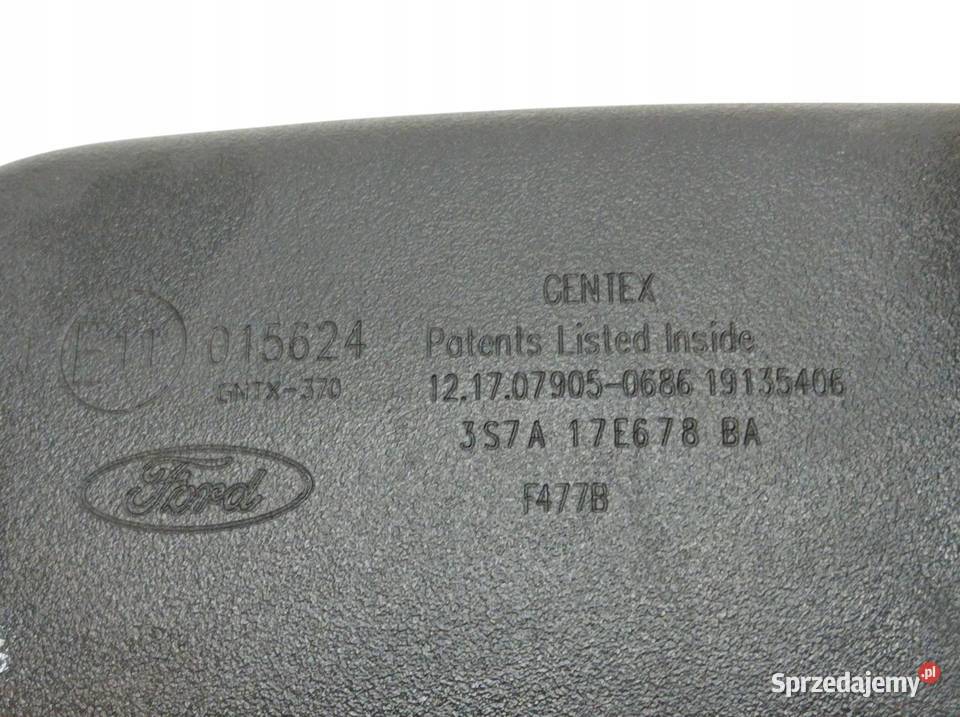 GENTEX
E11 015624
Patents Listed Inside
GNTX-370
12.17.07905-0686 19135406
3S7A 17E678 BA
Ford
F477B
Sprzedajemy.pl